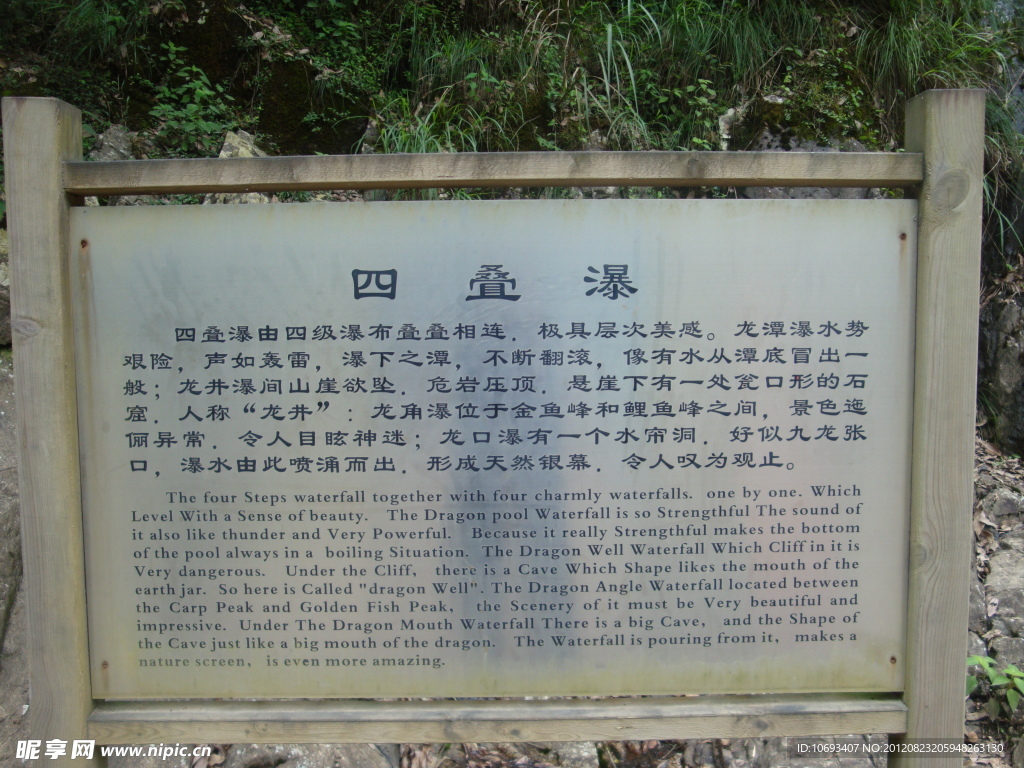 四叠瀑
四叠瀑由四级瀑布叠叠相连．极具层次美感。龙潭瀑水势
艰险，声如轰雷，瀑下之潭，不断翻滚，像有水从潭底冒出一
般；龙井瀑间山崖欲坠．危岩压顶．悬崖下有一处瓮口形的石
窟．人称“龙井”：龙角瀑位于金鱼峰和鲤鱼峰之间，景色迤
俪异常．令人目眩神迷；龙口瀑有一个水帘洞．好似九龙张
口，瀑水由此喷涌而出．形成天然银幕．令人叹为观止。
The four Steps waterfall together with four charmly waterfalls. one by one. Which
Level With a Sense of beauty. The Dragon pool Waterfall is so Strengthful The sound of
it also like thunder and Very Powerful. Because it really Strengthful makes the bottom
of the pool always in a boiling Situation. The Dragon Well Waterfall Which Cliff in it is
Very dangerous. Under the Cliff, there is a Cave Which Shape likes the mouth of the
earth jar. So here is Called "dragon Well". The Dragon Angle Waterfall located between
the Carp Peak and Golden Fish Peak, the Scenery of it must be Very beautiful and
impressive. Under The Dragon Mouth Waterfall There is a big Cave, and the Shape of
the Cave just like a big mouth of the dragon. The Waterfall is pouring from it, makes a
nature screen, is even more amazing.
昵享网 www.nipic.cn
ID:10693407 NO:20120823205948263130